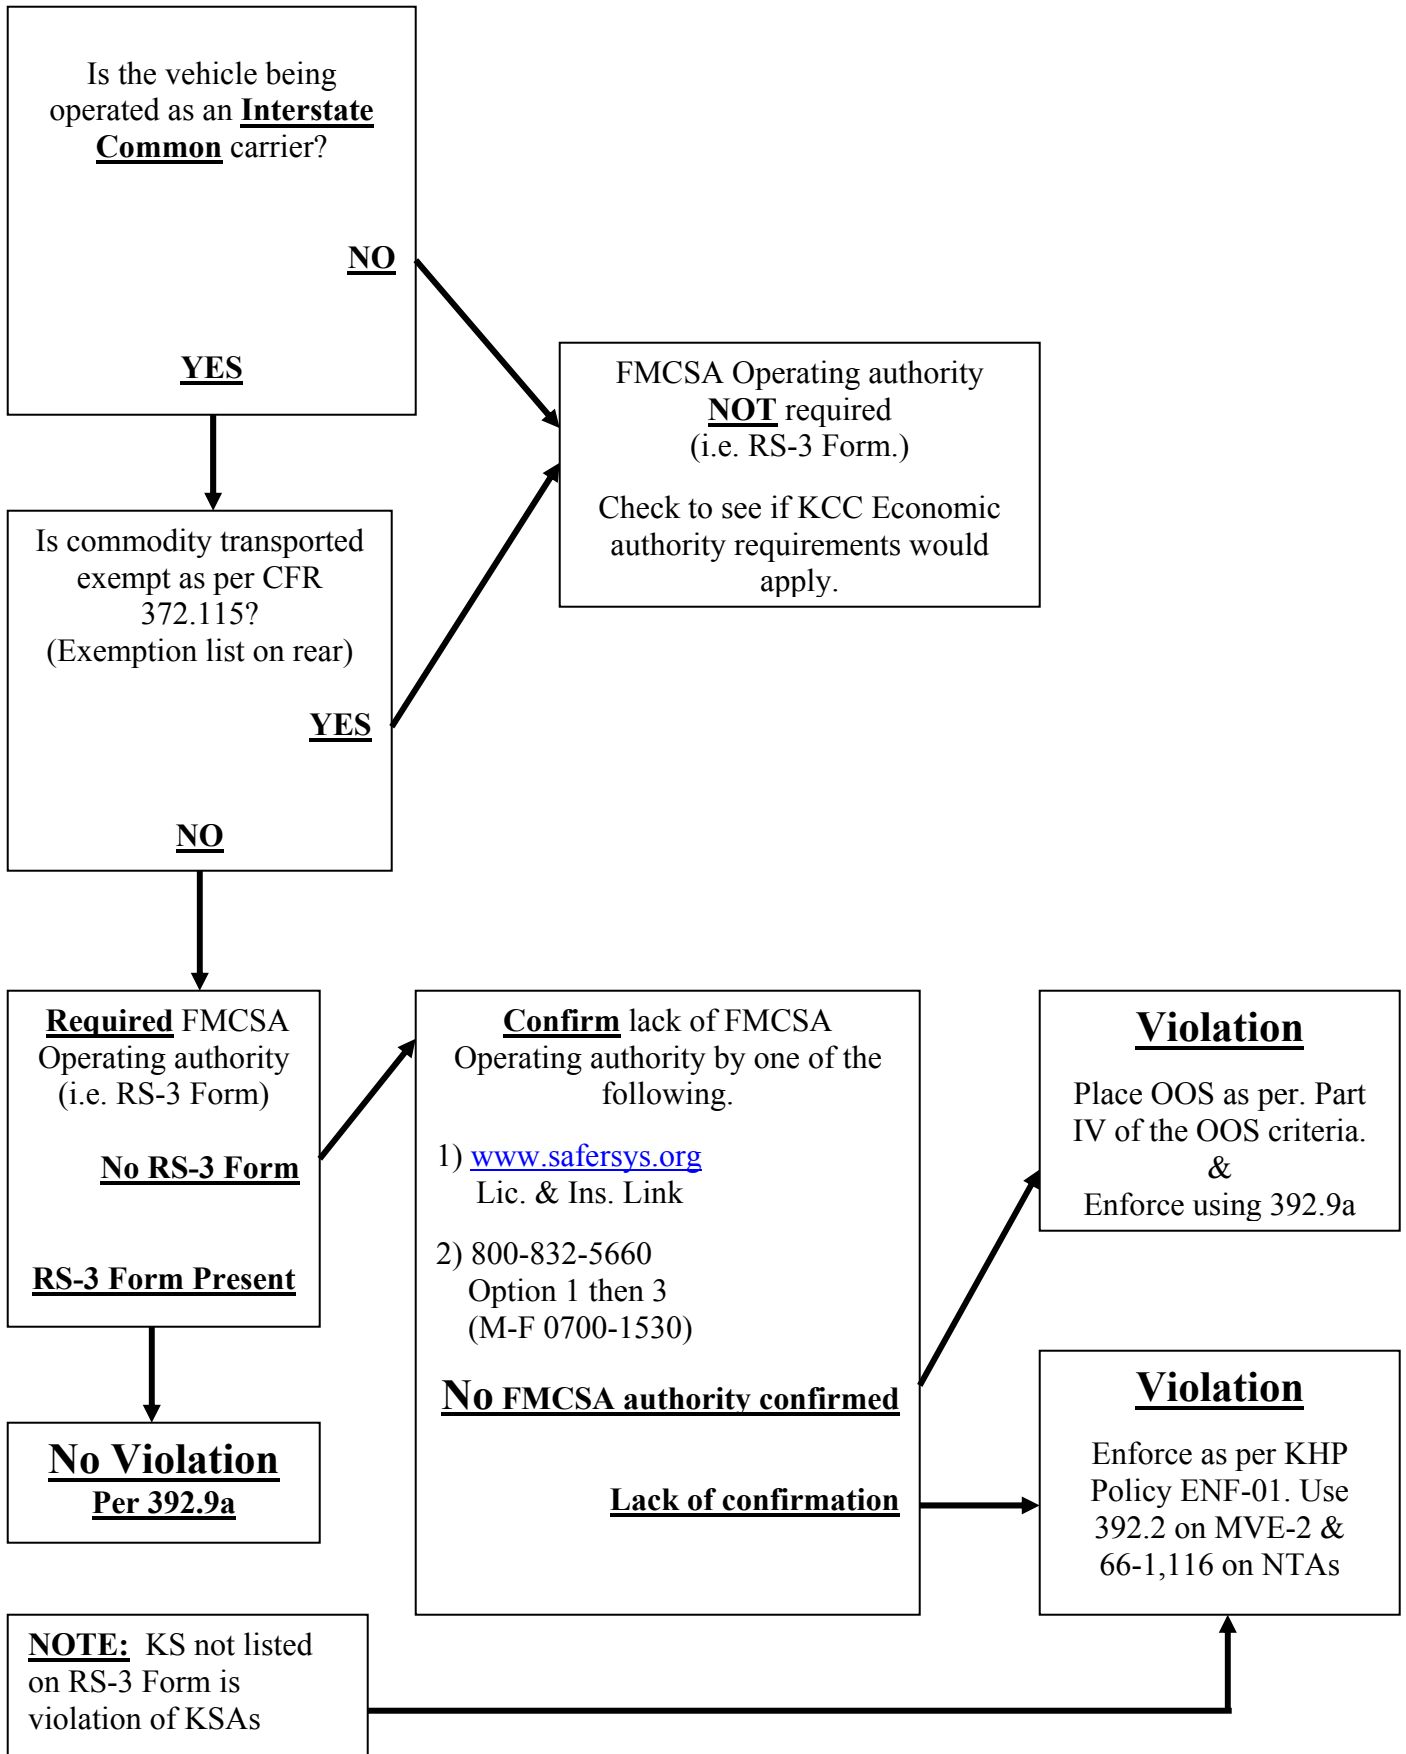 Is the vehicle being
operated as an Interstate
Common carrier?
NO
YES
FMCSA Operating authority
NOT required
(i.e. RS-3 Form.)
Check to see if KCC Economic
authority requirements would
apply.
Is commodity transported
exempt as per CFR
372.115?
(Exemption list on rear)
YES
NO
Required FMCSA
Operating authority
(i.e. RS-3 Form)
No RS-3 Form
RS-3 Form Present
Confirm lack of FMCSA
Operating authority by one of the
following.
1) www.safersys.org
Lic. & Ins. Link
2) 800-832-5660
Option 1 then 3
(M-F 0700-1530)
No FMCSA authority confirmed
Lack of confirmation
Violation
Place OOS as per. Part
IV of the OOS criteria.
&
Enforce using 392.9a
Violation
Enforce as per KHP
Policy ENF-01. Use
392.2 on MVE-2 &
66-1,116 on NTAs
No Violation
Per 392.9a
NOTE: KS not listed
on RS-3 Form is
violation of KSAs